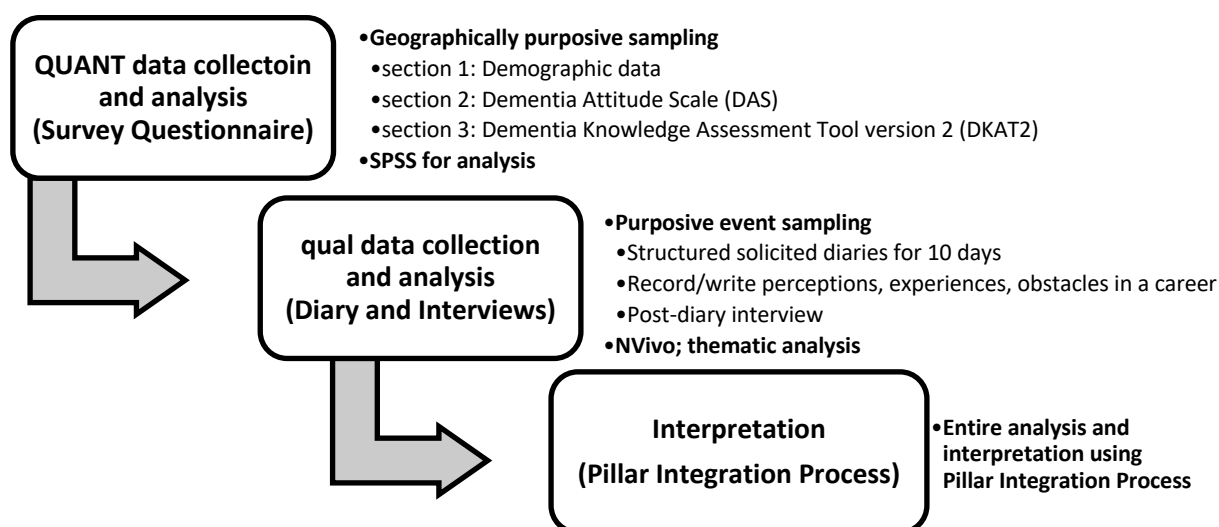 QUANT data collectoin
and analysis
(Survey Questionnaire)
•Geographically purposive sampling
•section 1: Demographic data
•section 2: Dementia Attitude Scale (DAS)
•section 3: Dementia Knowledge Assessment Tool version 2 (DKAT2)
•SPSS for analysis
qual data collection
and analysis
(Diary and Interviews)
•Purposive event sampling
•Structured solicited diaries for 10 days
•Record/write perceptions, experiences, obstacles in a career
•Post-diary interview
•NVivo; thematic analysis
Interpretation
(Pillar Integration Process)
•Entire analysis and
interpretation using
Pillar Integration Process